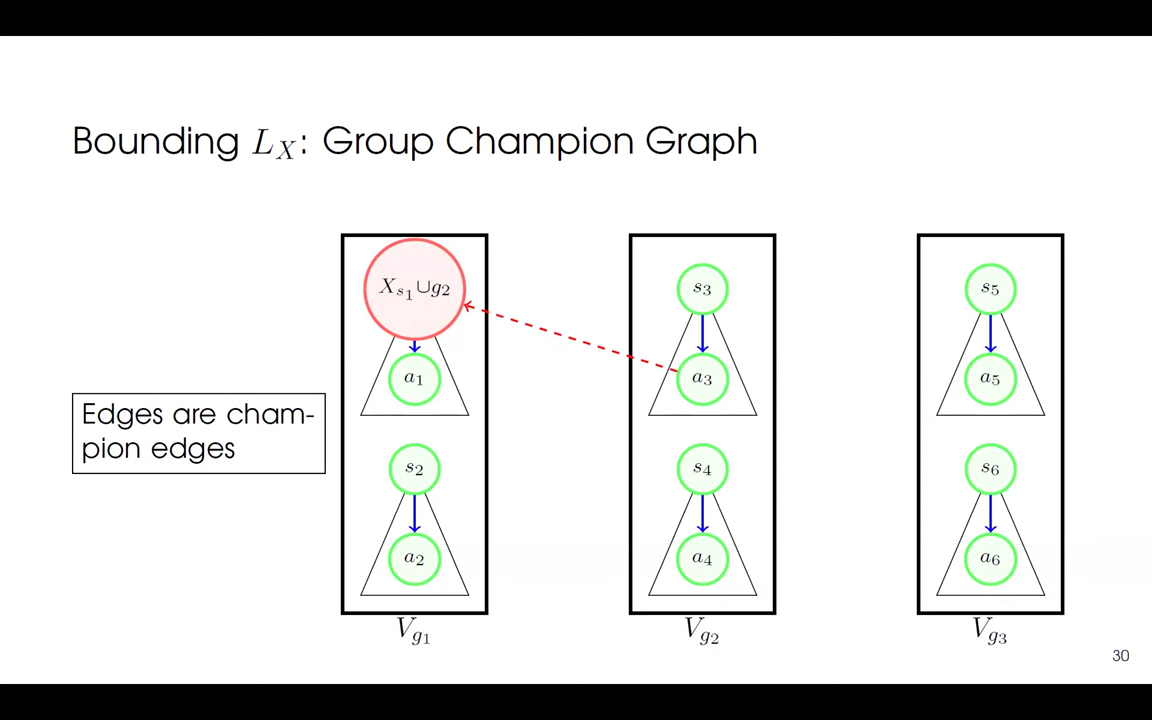 Bounding L_X: Group Champion Graph
X_{s_1} ∪ g_2
s_3
s_5
a_1
a_3
a_5
Edges are cham-
pion edges
s_2
s_4
s_6
a_2
a_4
a_6
V_{g_1}
V_{g_2}
V_{g_3}
30